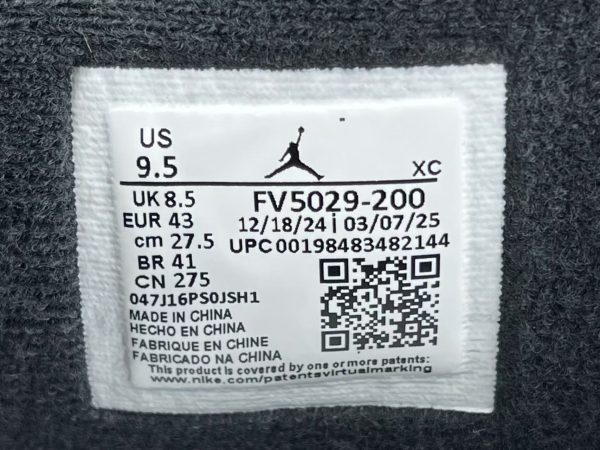 US
9.5
XC
UK 8.5
FV5029-200
EUR 43
12/18/24 | 03/07/25
cm 27.5
UPC00198483482144
BR 41
CN 275
047J16PS0JSH1
MADE IN CHINA
HECHO EN CHINA
FABRIQUE EN CHINE
FABRICADO NA CHINA
This product is covered by one or more patents:
www.nike.com/patentsvirtualmarking